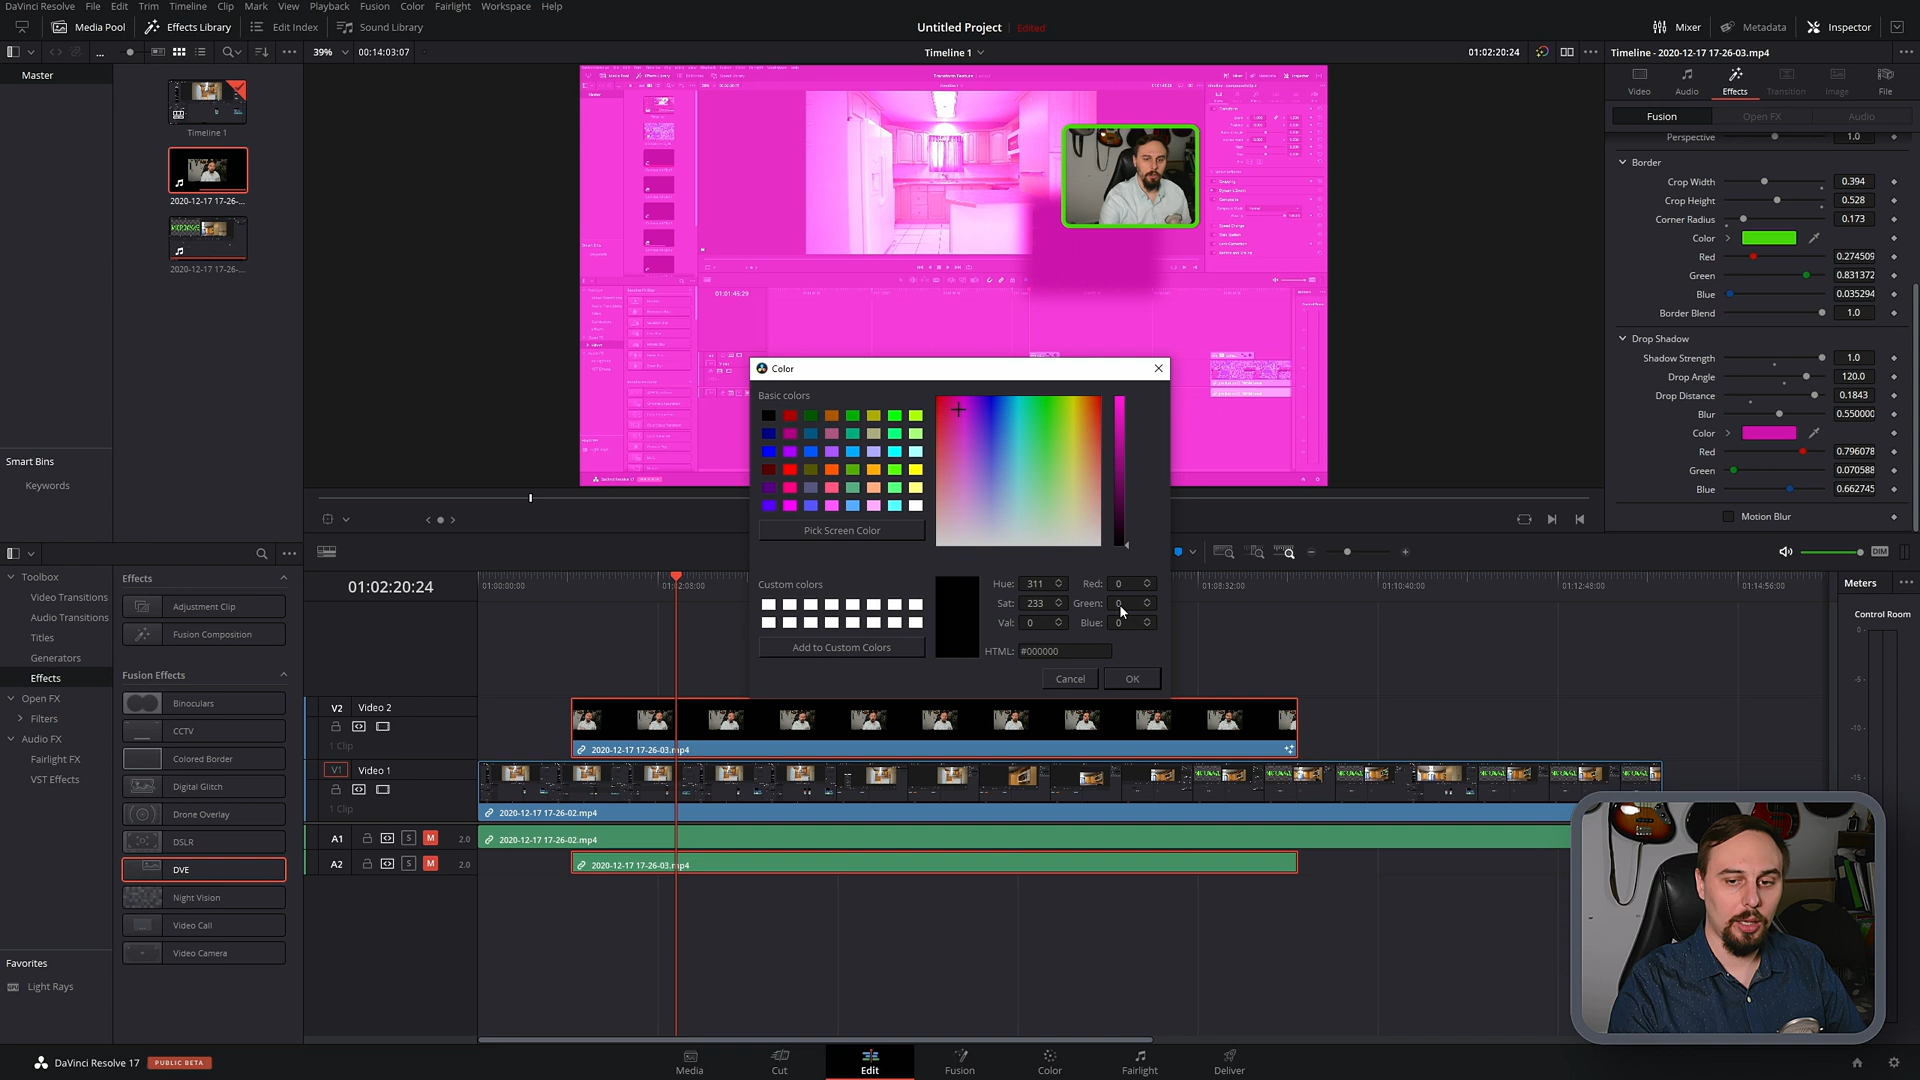 DaVinci Resolve File Edit Trim Timeline Clip Mark View Playback Fusion Color Fairlight Workspace Help
Media Pool Effects Library Edit Index Sound Library
Untitled Project Edited
Mixer Metadata Inspector
39% 00:14:03:07
Timeline 1
01:02:20:24
Timeline - 2020-12-17 17-26-03.mp4
Master
Timeline 1
2020-12-17 17-26-...
2020-12-17 17-26-...
Smart Bins
Keywords
Video Audio Effects Transition Image File
Fusion Open FX Audio
Perspective 1.0
Border
Crop Width 0.394
Crop Height 0.528
Corner Radius 0.173
Color
Red 0.274509
Green 0.831372
Blue 0.035294
Border Blend 1.0
Drop Shadow
Shadow Strength 1.0
Drop Angle 120.0
Drop Distance 0.1843
Blur 0.550000
Color
Red 0.796078
Green 0.070588
Blue 0.662745
Motion Blur
Color
Basic colors
Pick Screen Color
Custom colors
Add to Custom Colors
Hue: 311 Red: 0
Sat: 233 Green: 0
Val: 0 Blue: 0
HTML: #000000
Cancel OK
Toolbox
Video Transitions
Audio Transitions
Titles
Generators
Effects
Open FX
Filters
Audio FX
Fairlight FX
VST Effects
Favorites
Light Rays
Effects
Adjustment Clip
Fusion Composition
Fusion Effects
Binoculars
CCTV
Colored Border
Digital Glitch
Drone Overlay
DSLR
DVE
Night Vision
Video Call
Video Camera
01:02:20:24
01:00:00:00 01:02:08:00 01:08:32:00 01:10:40:00 01:12:48:00 01:14:56:00
V2 Video 2
1 Clip
2020-12-17 17-26-03.mp4
V1 Video 1
1 Clip
2020-12-17 17-26-02.mp4
A1 S M 2.0
2020-12-17 17-26-02.mp4
A2 S M 2.0
2020-12-17 17-26-03.mp4
DIM
Meters
Control Room
0
-5
-10
-15
DaVinci Resolve 17 PUBLIC BETA
Media Cut Edit Fusion Color Fairlight Deliver